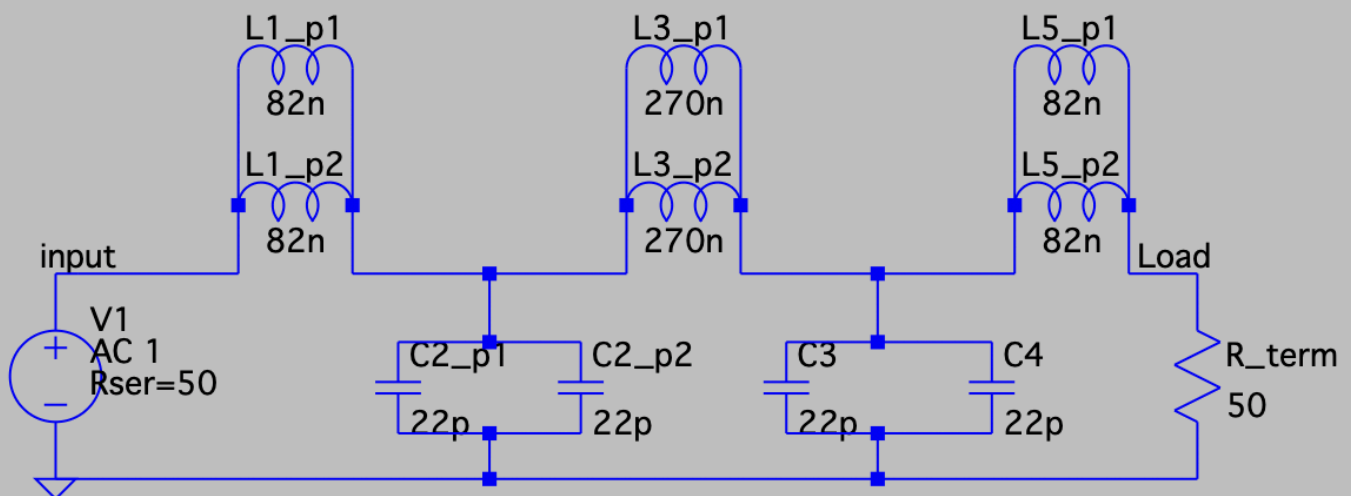 L1_p1
82n
L1_p2
82n
L3_p1
270n
L3_p2
270n
L5_p1
82n
L5_p2
82n
input
Load
V1
AC 1
Rser=50
C2_p1
22p
C2_p2
22p
C3
22p
C4
22p
R_term
50